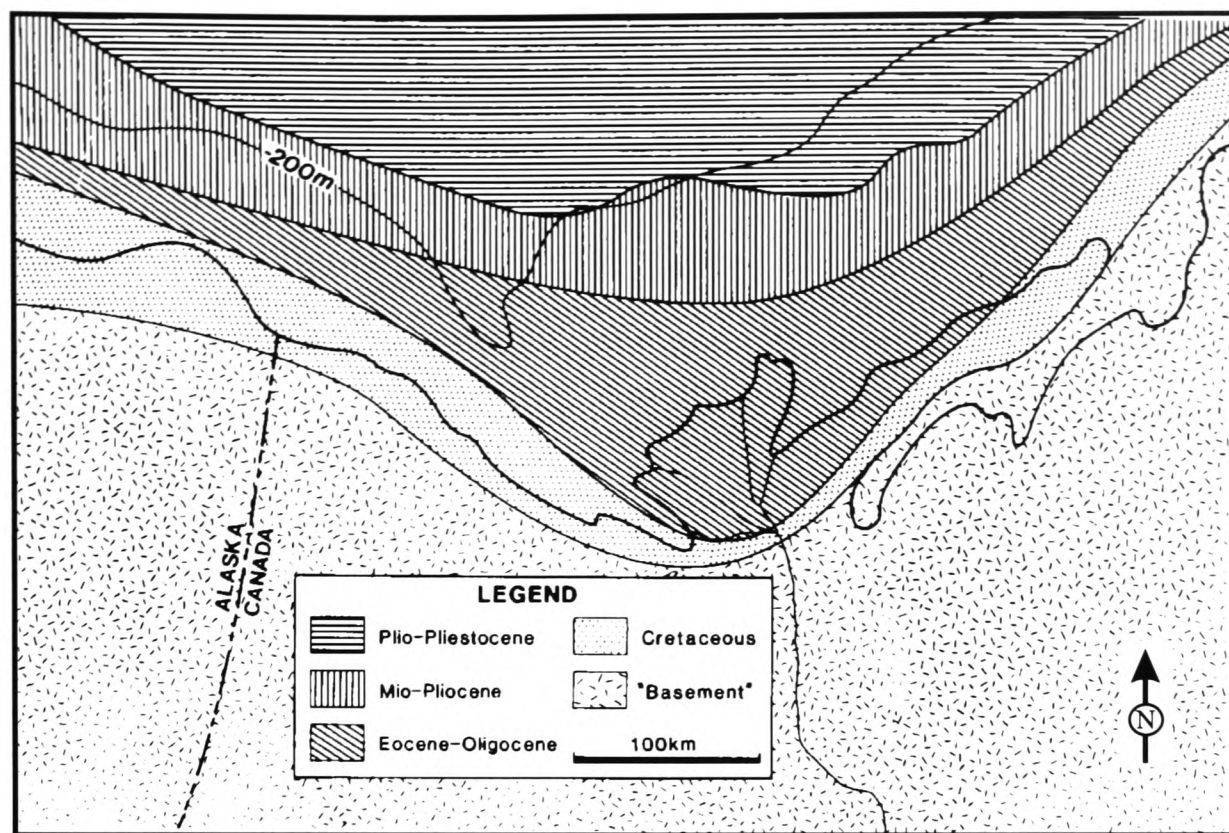 -200m
ALASKA
CANADA
LEGEND
Plio-Pliestocene
Cretaceous
Mio-Pliocene
"Basement"
Eocene-Oligocene
100km
N